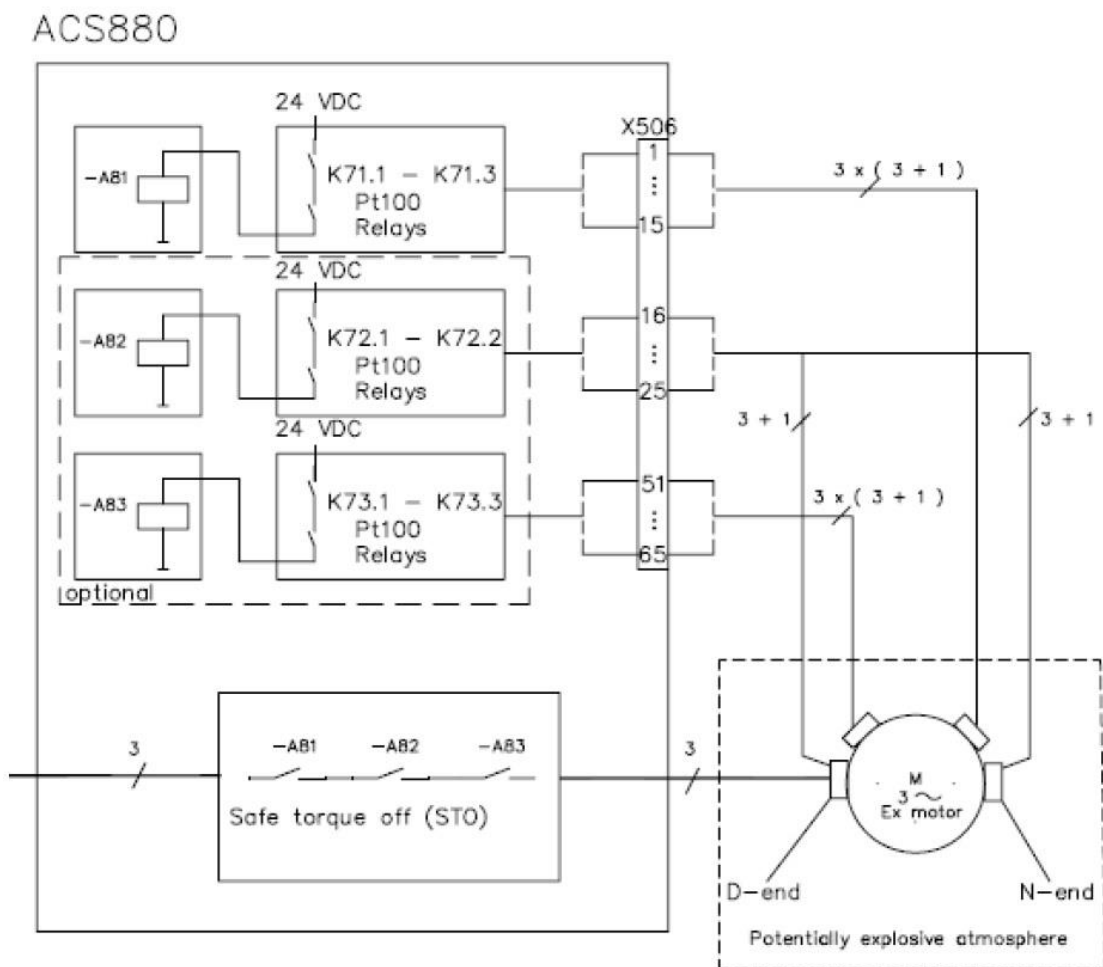 ACS880
24 VDC
X506
-A81
K71.1 - K71.3
Pt100
Relays
1
⋮
15
3 x ( 3 + 1 )
24 VDC
-A82
K72.1 - K72.2
Pt100
Relays
16
⋮
25
3 + 1
3 + 1
24 VDC
-A83
K73.1 - K73.3
Pt100
Relays
51
⋮
65
3 x ( 3 + 1 )
optional
3
-A81
-A82
-A83
Safe torque off (STO)
3
M
3 ~
Ex motor
D-end
N-end
Potentially explosive atmosphere